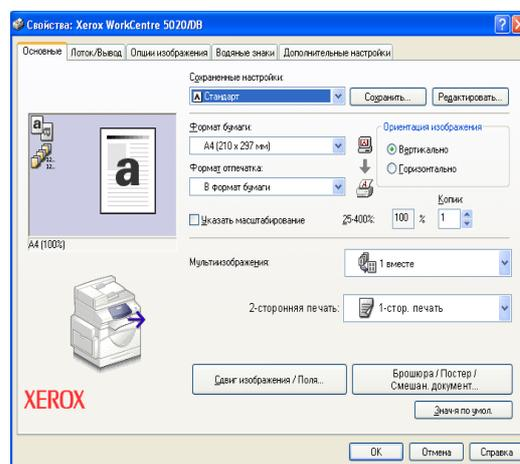 Свойства: Xerox WorkCentre 5020/DB
Основные Лоток/Вывод Опции изображения Водяные знаки Дополнительные настройки
Сохраненные настройки:
Стандарт Сохранить... Редактировать...
Формат бумаги: Ориентация изображения
A4 (210 x 297 мм) Вертикально
Формат отпечатка: Горизонтально
В формат бумаги
Копии:
Указать масштабирование 25-400%: 100 % 1
A4 (100%)
Мультиизображения: 1 вместе
2-сторонняя печать: 1-стор. печать
Сдвиг изображения / Поля... Брошюра / Постер /
Смешан. документ...
XEROX
Знач-я по умол.
OK Отмена Справка